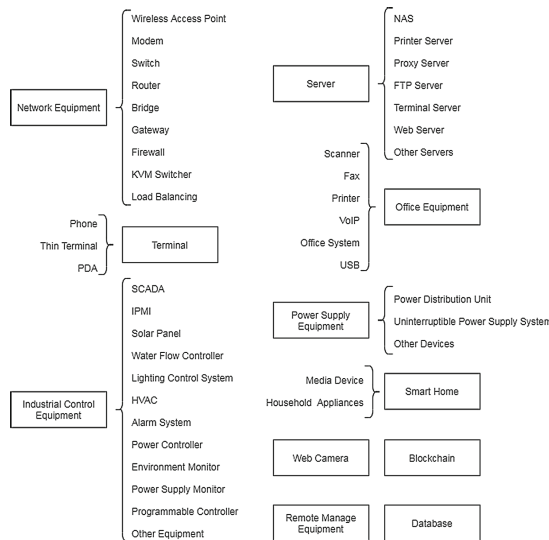 Network Equipment
Wireless Access Point
Modem
Switch
Router
Bridge
Gateway
Firewall
KVM Switcher
Load Balancing
Phone
Thin Terminal
PDA
Terminal
Industrial Control
Equipment
SCADA
IPMI
Solar Panel
Water Flow Controller
Lighting Control System
HVAC
Alarm System
Power Controller
Environment Monitor
Power Supply Monitor
Programmable Controller
Other Equipment
Server
NAS
Printer Server
Proxy Server
FTP Server
Terminal Server
Web Server
Other Servers
Scanner
Fax
Printer
VoIP
Office System
USB
Office Equipment
Power Supply
Equipment
Power Distribution Unit
Uninterruptible Power Supply System
Other Devices
Media Device
Household Appliances
Smart Home
Web Camera
Blockchain
Remote Manage
Equipment
Database